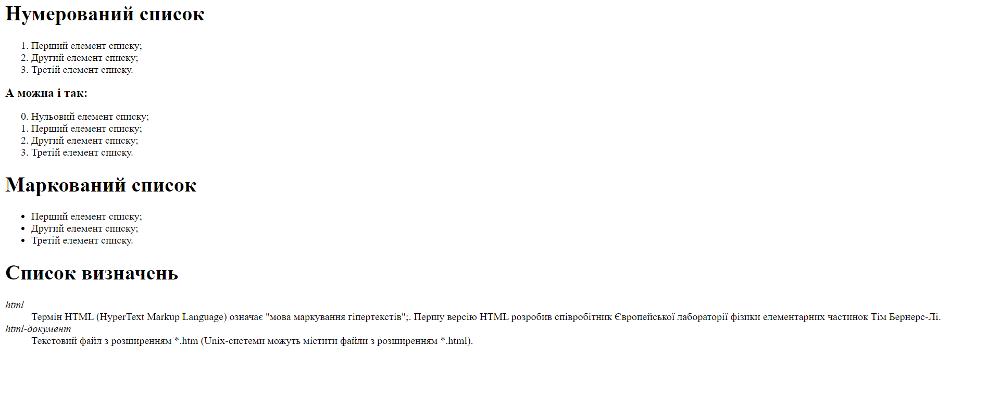 Нумерований список
1. Перший елемент списку;
2. Другий елемент списку;
3. Третій елемент списку.
А можна і так:
0. Нульовий елемент списку;
1. Перший елемент списку;
2. Другий елемент списку;
3. Третій елемент списку.
Маркований список
• Перший елемент списку;
• Другий елемент списку;
• Третій елемент списку.
Список визначень
html
Термін HTML (HyperText Markup Language) означає "мова маркування гіпертекстів";. Першу версію HTML розробив співробітник Європейської лабораторії фізики елементарних частинок Тім Бернерс-Лі.
html-документ
Текстовий файл з розширенням *.htm (Unix-системи можуть містити файли з розширенням *.html).